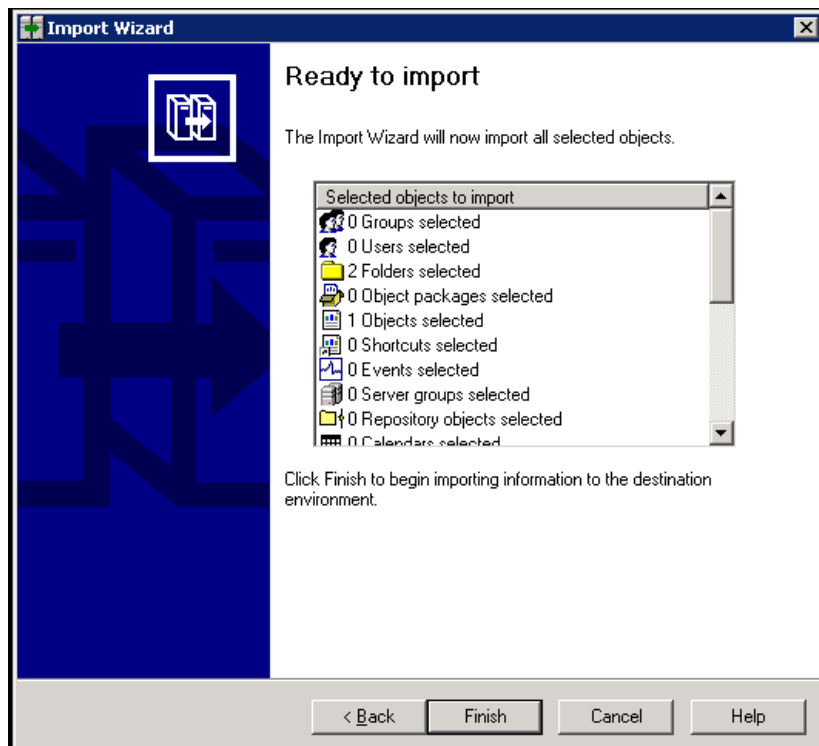 Import Wizard
Ready to import
The Import Wizard will now import all selected objects.
Selected objects to import
0 Groups selected
0 Users selected
2 Folders selected
0 Object packages selected
1 Objects selected
0 Shortcuts selected
0 Events selected
0 Server groups selected
0 Repository objects selected
0 Calendars selected
Click Finish to begin importing information to the destination
environment.
< Back Finish Cancel Help